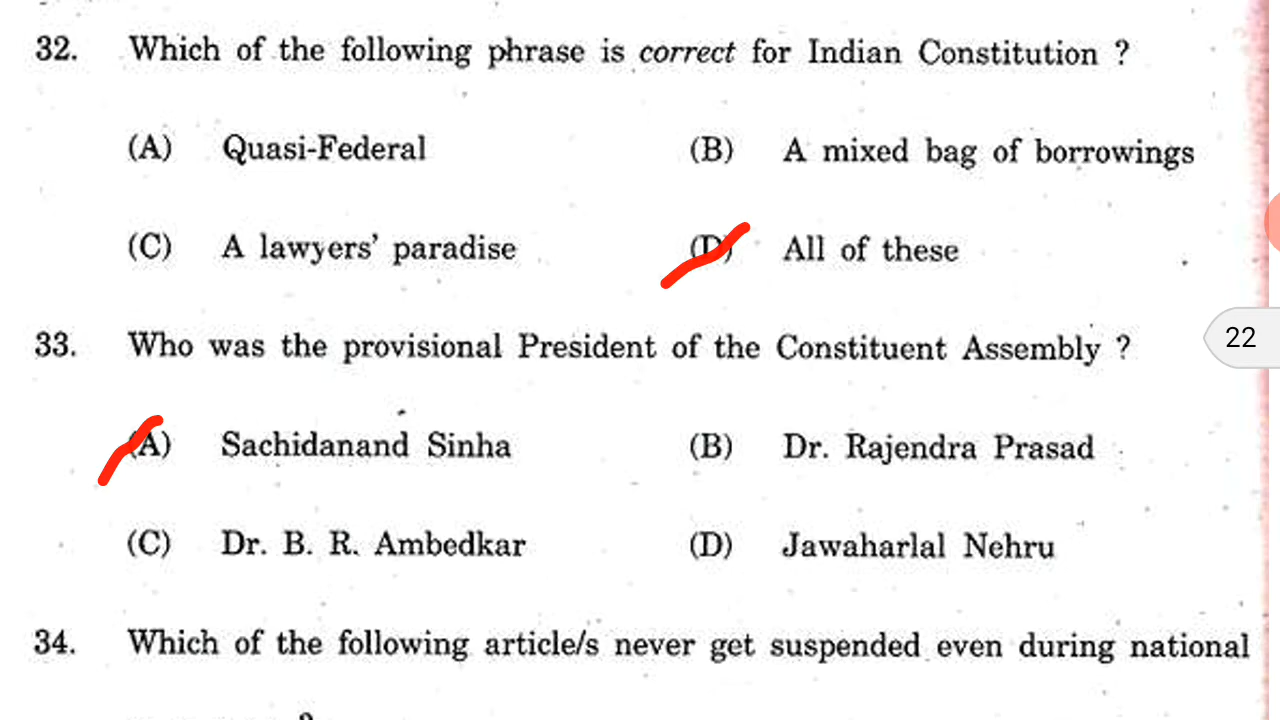 32. Which of the following phrase is correct for Indian Constitution ?
(A) Quasi-Federal (B) A mixed bag of borrowings
(C) A lawyers' paradise (D) All of these
33. Who was the provisional President of the Constituent Assembly ?
22
(A) Sachidanand Sinha (B) Dr. Rajendra Prasad
(C) Dr. B. R. Ambedkar (D) Jawaharlal Nehru
34. Which of the following article/s never get suspended even during national